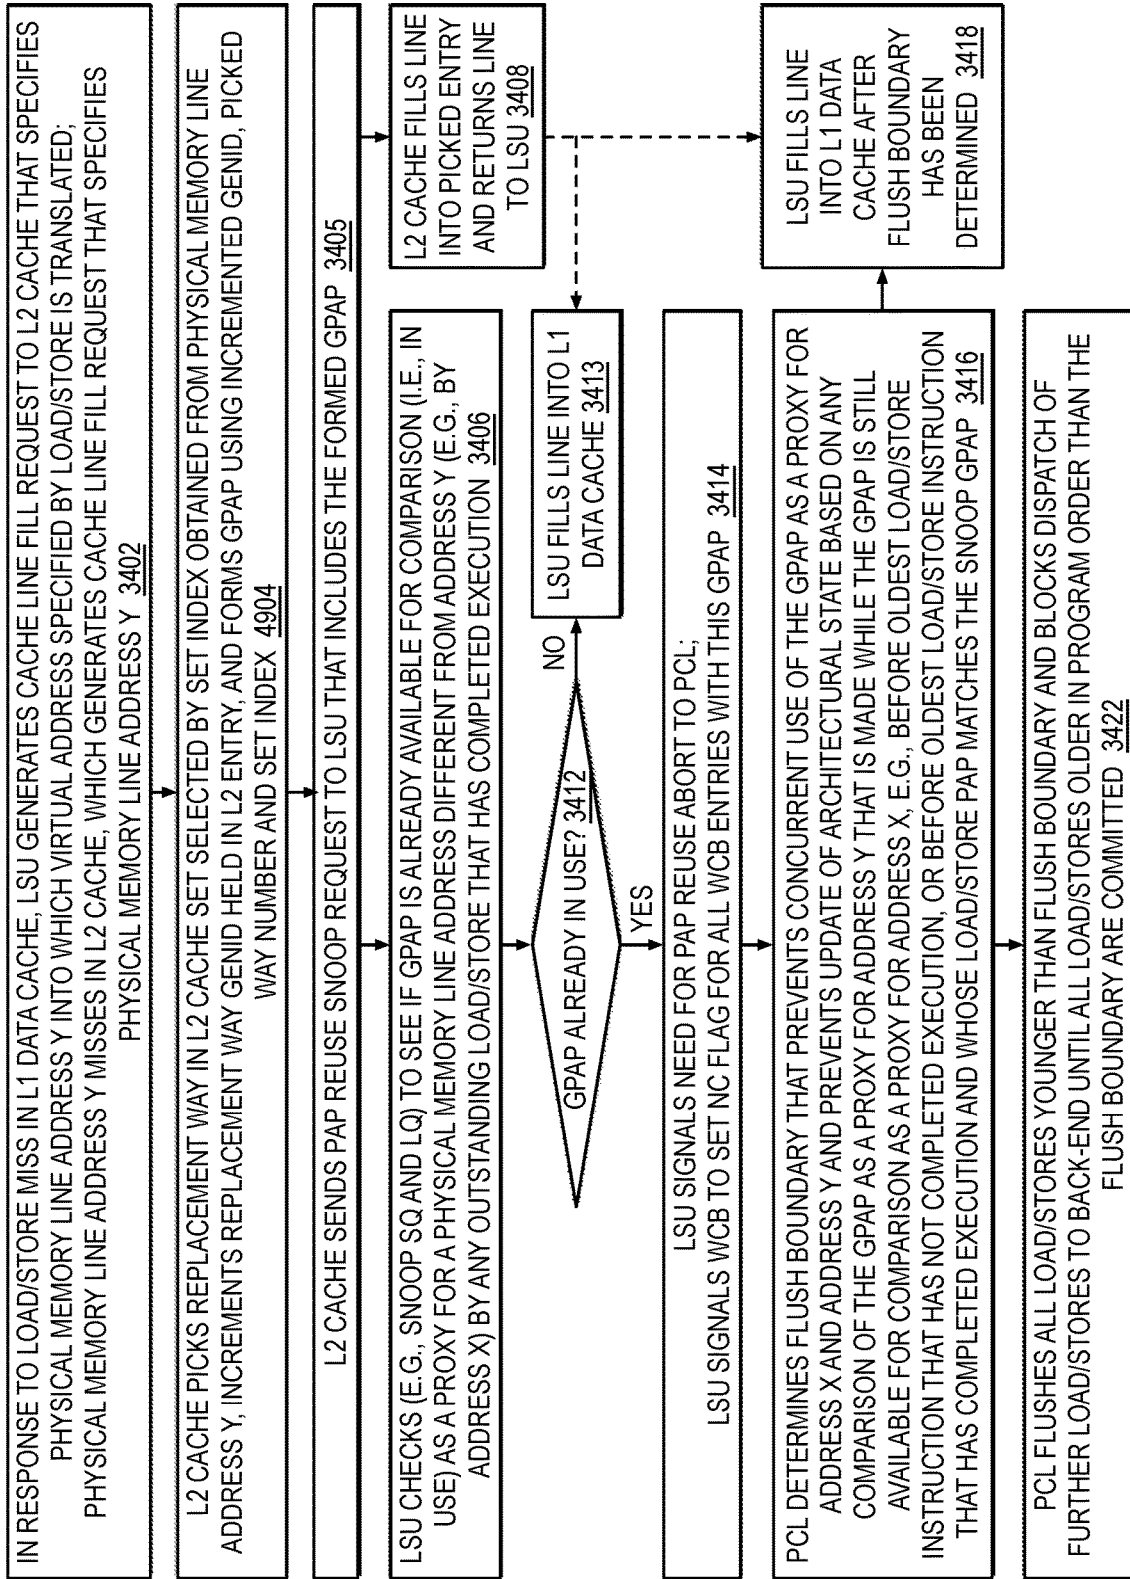 IN RESPONSE TO LOAD/STORE MISS IN L1 DATA CACHE, LSU GENERATES CACHE LINE FILL REQUEST TO L2 CACHE THAT SPECIFIES
PHYSICAL MEMORY LINE ADDRESS Y INTO WHICH VIRTUAL ADDRESS SPECIFIED BY LOAD/STORE IS TRANSLATED;
PHYSICAL MEMORY LINE ADDRESS Y MISSES IN L2 CACHE, WHICH GENERATES CACHE LINE FILL REQUEST THAT SPECIFIES
PHYSICAL MEMORY LINE ADDRESS Y 3402
L2 CACHE PICKS REPLACEMENT WAY IN L2 CACHE SET SELECTED BY SET INDEX OBTAINED FROM PHYSICAL MEMORY LINE
ADDRESS Y, INCREMENTS REPLACEMENT WAY GENID HELD IN L2 ENTRY, AND FORMS GPAP USING INCREMENTED GENID, PICKED
WAY NUMBER AND SET INDEX 4904
L2 CACHE SENDS PAP REUSE SNOOP REQUEST TO LSU THAT INCLUDES THE FORMED GPAP 3405
LSU CHECKS (E.G., SNOOP SQ AND LQ) TO SEE IF GPAP IS ALREADY AVAILABLE FOR COMPARISON (I.E., IN
USE) AS A PROXY FOR A PHYSICAL MEMORY LINE ADDRESS DIFFERENT FROM ADDRESS Y (E.G., BY
ADDRESS X) BY ANY OUTSTANDING LOAD/STORE THAT HAS COMPLETED EXECUTION 3406
L2 CACHE FILLS LINE
INTO PICKED ENTRY
AND RETURNS LINE
TO LSU 3408
GPAP ALREADY IN USE? 3412
NO
LSU FILLS LINE INTO L1
DATA CACHE 3413
YES
LSU SIGNALS NEED FOR PAP REUSE ABORT TO PCL;
LSU SIGNALS WCB TO SET NC FLAG FOR ALL WCB ENTRIES WITH THIS GPAP 3414
PCL DETERMINES FLUSH BOUNDARY THAT PREVENTS CONCURRENT USE OF THE GPAP AS A PROXY FOR
ADDRESS X AND ADDRESS Y AND PREVENTS UPDATE OF ARCHITECTURAL STATE BASED ON ANY
COMPARISON OF THE GPAP AS A PROXY FOR ADDRESS Y THAT IS MADE WHILE THE GPAP IS STILL
AVAILABLE FOR COMPARISON AS A PROXY FOR ADDRESS X, E.G., BEFORE OLDEST LOAD/STORE
INSTRUCTION THAT HAS NOT COMPLETED EXECUTION, OR BEFORE OLDEST LOAD/STORE INSTRUCTION
THAT HAS COMPLETED EXECUTION AND WHOSE LOAD/STORE PAP MATCHES THE SNOOP GPAP 3416
LSU FILLS LINE
INTO L1 DATA
CACHE AFTER
FLUSH BOUNDARY
HAS BEEN
DETERMINED 3418
PCL FLUSHES ALL LOAD/STORES YOUNGER THAN FLUSH BOUNDARY AND BLOCKS DISPATCH OF
FURTHER LOAD/STORES TO BACK-END UNTIL ALL LOAD/STORES OLDER IN PROGRAM ORDER THAN THE
FLUSH BOUNDARY ARE COMMITTED 3422